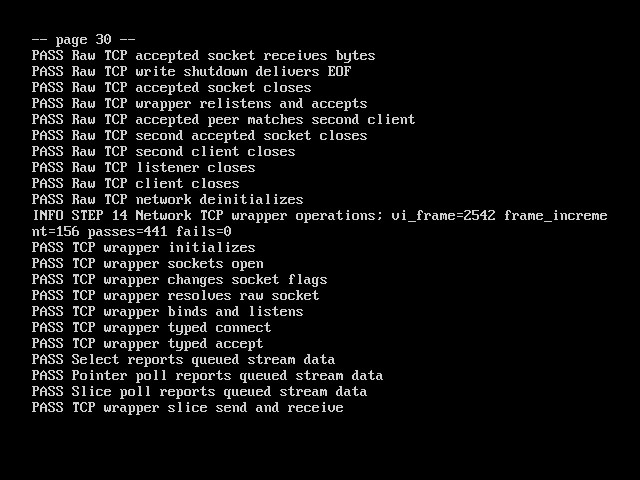 -- page 30 --
PASS Raw TCP accepted socket receives bytes
PASS Raw TCP write shutdown delivers EOF
PASS Raw TCP accepted socket closes
PASS Raw TCP wrapper relistens and accepts
PASS Raw TCP accepted peer matches second client
PASS Raw TCP second accepted socket closes
PASS Raw TCP second client closes
PASS Raw TCP listener closes
PASS Raw TCP client closes
PASS Raw TCP network deinitializes
INFO STEP 14 Network TCP wrapper operations; vi_frame=2542 frame_increme
nt=156 passes=441 fails=0
PASS TCP wrapper initializes
PASS TCP wrapper sockets open
PASS TCP wrapper changes socket flags
PASS TCP wrapper resolves raw socket
PASS TCP wrapper binds and listens
PASS TCP wrapper typed connect
PASS TCP wrapper typed accept
PASS Select reports queued stream data
PASS Pointer poll reports queued stream data
PASS Slice poll reports queued stream data
PASS TCP wrapper slice send and receive